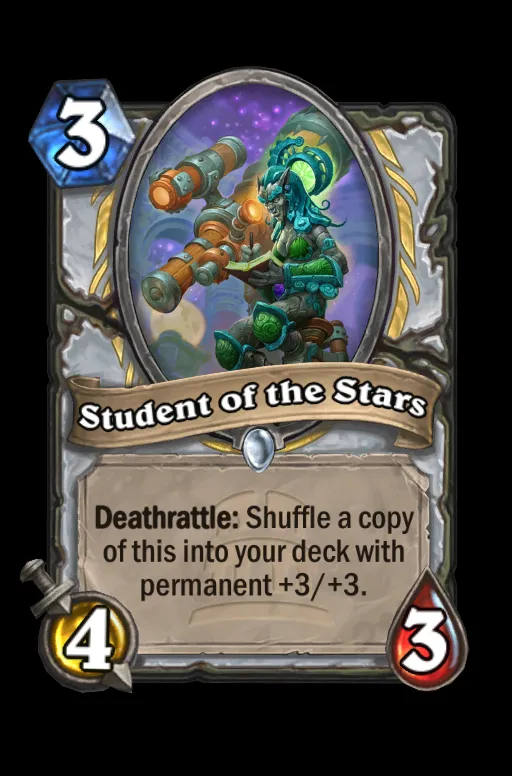 3
Student of the Stars
Deathrattle: Shuffle a copy
of this into your deck with
permanent +3/+3.
4
3